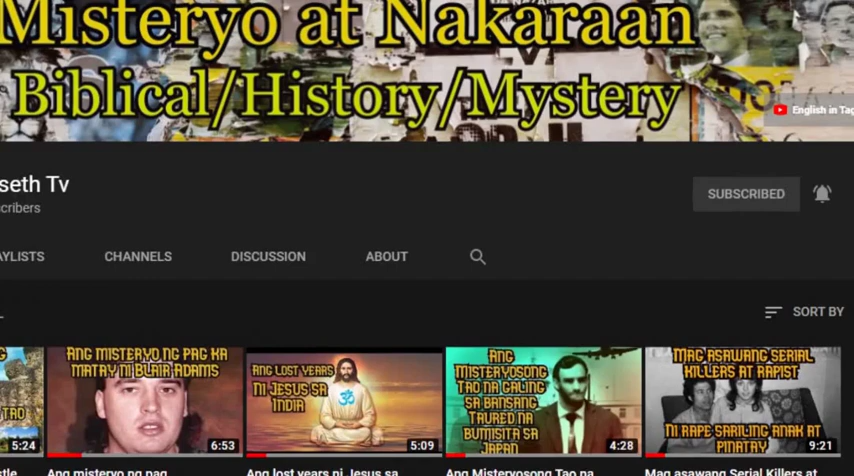 Misteryo at Nakaraan
Biblical/History/Mystery
English in Tag
seth Tv
cribers
SUBSCRIBED
AYLISTS
CHANNELS
DISCUSSION
ABOUT
SORT BY
TAO
5:24
ANG MISTERYO NG PAG KA
MATAY NI BLAIR ADAMS
6:53
ANG LOST YEARS
NI JESUS SA
INDIA
5:09
ANG
MISTERYOSONG
TAO NA GALING
SA BANSANG
TAURED NA
BUMISITA SA
JAPAN
4:28
MAG ASAWANG SERIAL
KILLERS AT RAPIST
NI RAPE SARILING ANAK AT
PINATAY
9:21
stle
Ang misteryo ng pag
Ang lost years ni Jesus sa
Ang Misteryosong Tao na
Mag asawang Serial Killers at